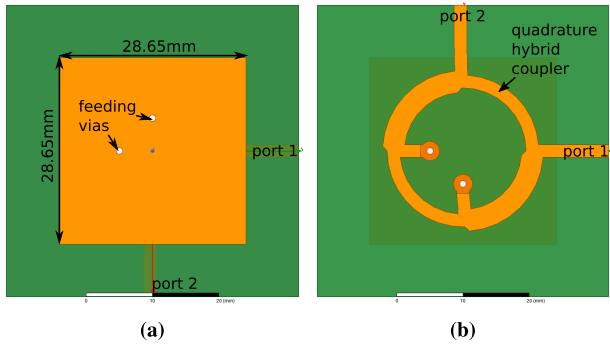 28.65mm
28.65mm
feeding
vias
port 1
port 2
0 10 20 (mm)
(a)
port 2
quadrature
hybrid
coupler
port 1
0 10 20 (mm)
(b)